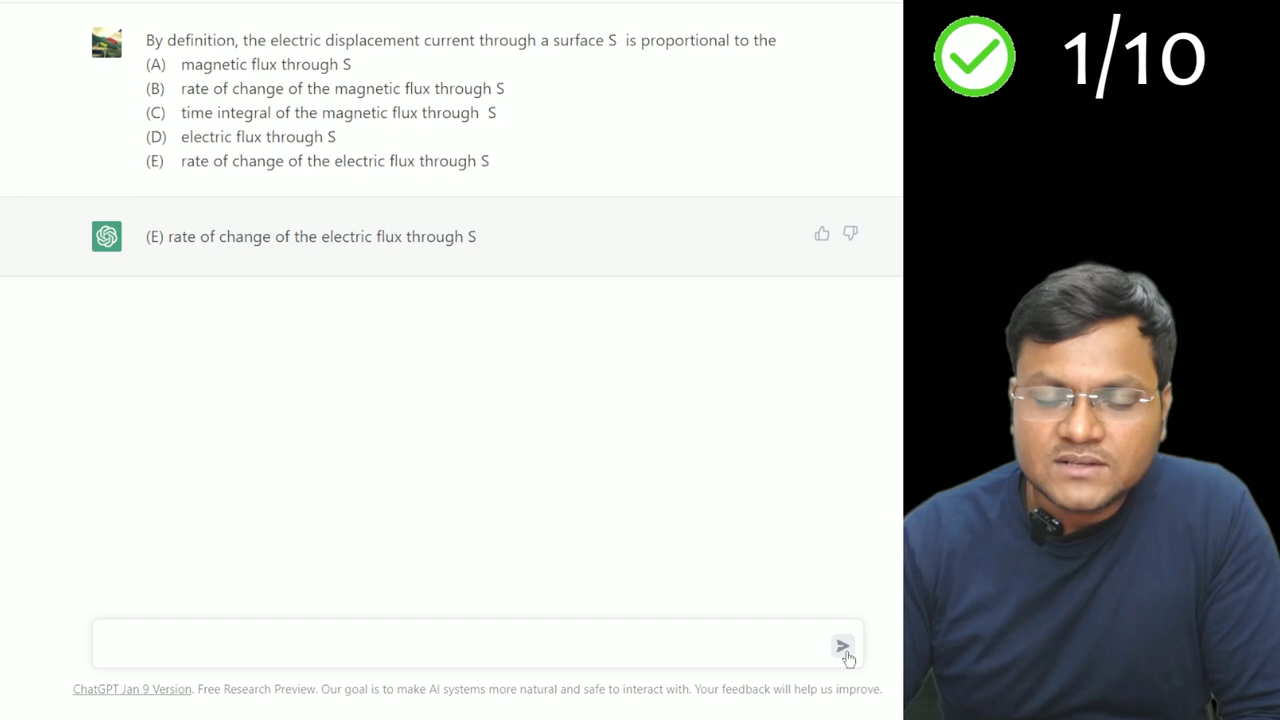 By definition, the electric displacement current through a surface S is proportional to the
(A) magnetic flux through S
(B) rate of change of the magnetic flux through S
(C) time integral of the magnetic flux through S
(D) electric flux through S
(E) rate of change of the electric flux through S
(E) rate of change of the electric flux through S
ChatGPT Jan 9 Version. Free Research Preview. Our goal is to make AI systems more natural and safe to interact with. Your feedback will help us improve.
1/10